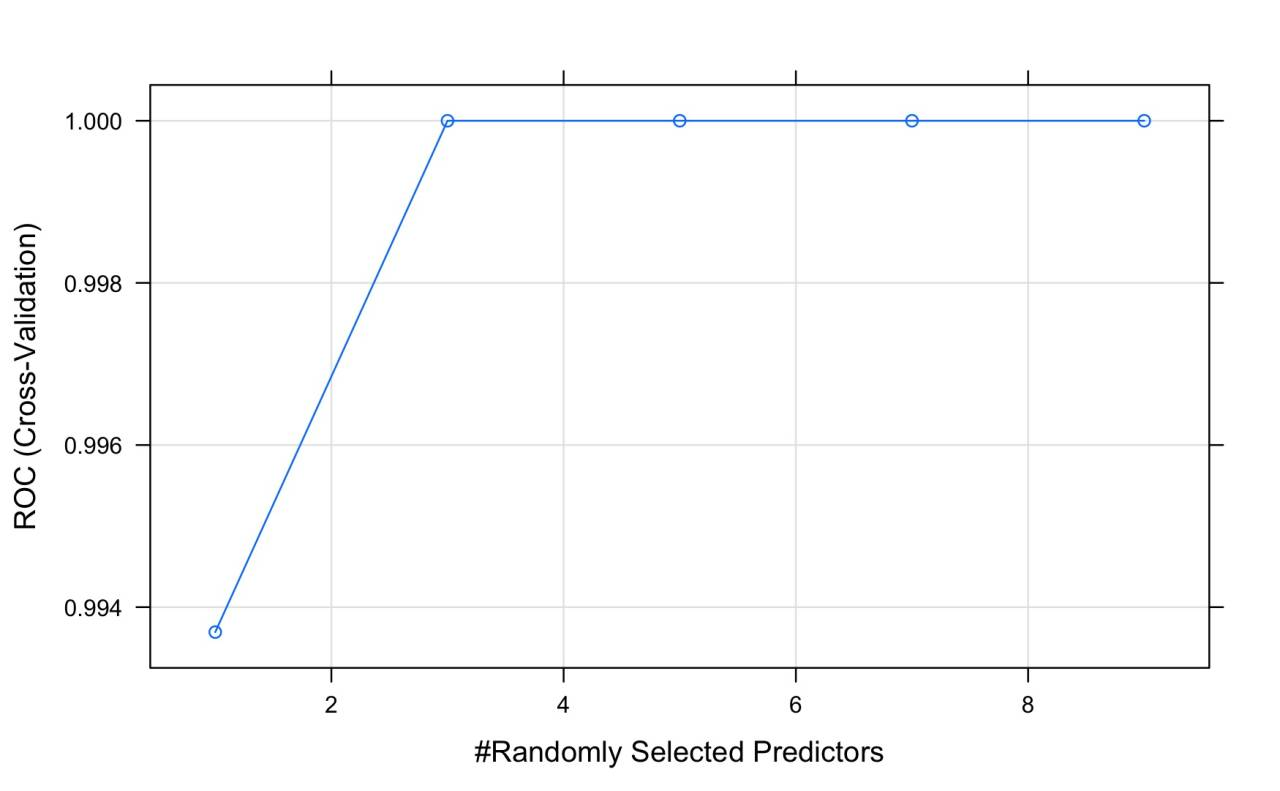 1.000
0.998
0.996
0.994
ROC (Cross-Validation)
2 4 6 8
#Randomly Selected Predictors